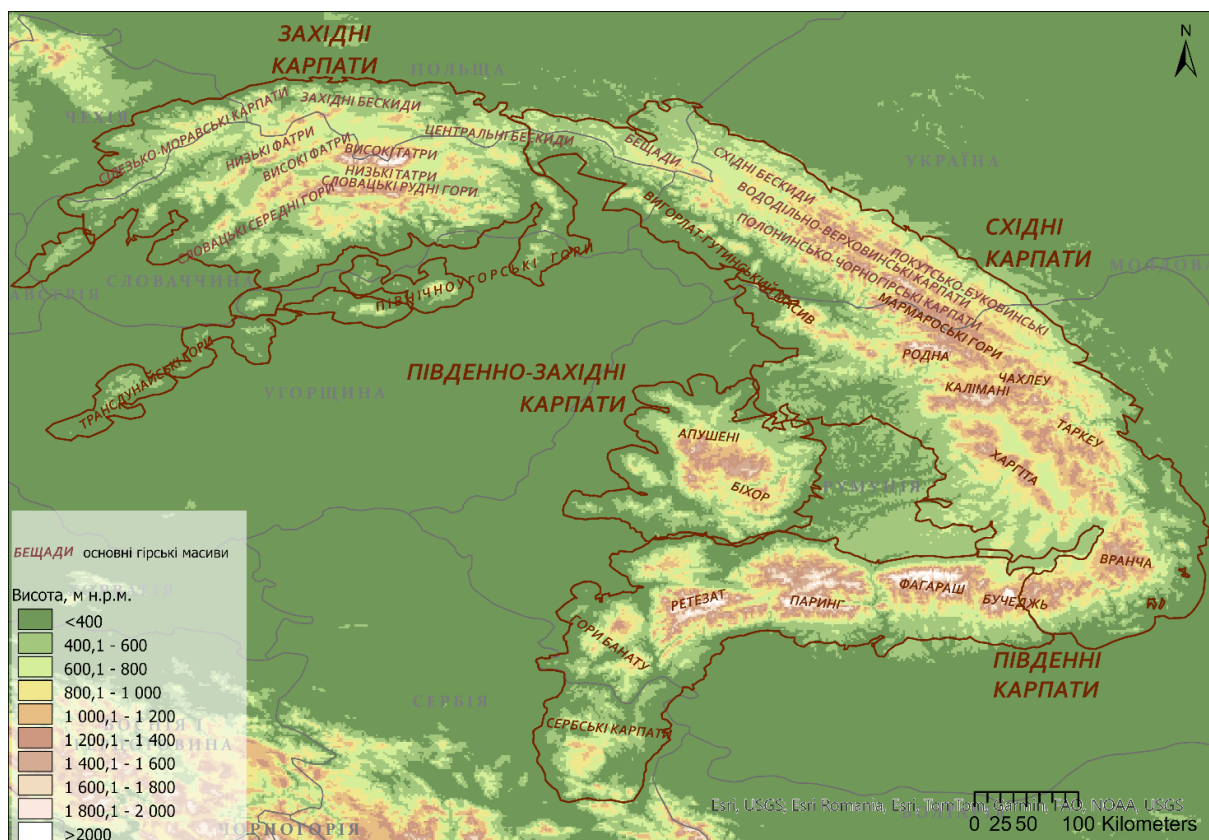 ЗАХІДНІ
КАРПАТИ
ПОЛЬЩА
N
ЧЕХІЯ
СІЛЕЗЬКО-МОРАВСЬКІ КАРПАТИ
ЗАХІДНІ БЕСКИДИ
НИЗЬКІ ФАТРИ
ВИСОКІ ФАТРИ
ВИСОКІ ТАТРИ
ЦЕНТРАЛЬНІ БЕСКИДИ
НИЗЬКІ ТАТРИ
СЛОВАЦЬКІ РУДНІ ГОРИ
СЛОВАЦЬКІ СЕРЕДНІ ГОРИ
БЕЩАДИ
СХІДНІ БЕСКИДИ
УКРАЇНА
ВОДОДІЛЬНО-ВЕРХОВИНСЬКІ КАРПАТИ
ВИГОРЛАТ-ГУТИНСЬКИЙ
МАСИВ
ПОЛОНИНСЬКО-ЧОРНОГІРСЬКІ КАРПАТИ
ПОКУТСЬКО-БУКОВИНСЬКІ
СХІДНІ
КАРПАТИ
МОЛДОВА
СЛОВАЧЧИНА
АВСТРІЯ
ПІВНІЧНОУГОРСЬКІ ГОРИ
ТРАНСДУНАЙСЬКІ ГОРИ
УГОРЩИНА
МАРМАРОСЬКІ ГОРИ
РОДНА
ЧАХЛЕУ
КАЛІМАНІ
ТАРКЕУ
ХАРГІТА
ПІВДЕННО-ЗАХІДНІ
КАРПАТИ
АПУШЕНІ
БІХОР
РУМУНІЯ
ВРАНЧА
РЕТЕЗАТ
ПАРИНГ
ФАГАРАШ
БУЧЕДЖЬ
ГОРИ БАНАТУ
ПІВДЕННІ
КАРПАТИ
СЕРБІЯ
СЕРБСЬКІ КАРПАТИ
БЕЩАДИ основні гірські масиви
Висота, м н.р.м.
<400
400,1 - 600
600,1 - 800
800,1 - 1 000
1 000,1 - 1 200
1 200,1 - 1 400
1 400,1 - 1 600
1 600,1 - 1 800
1 800,1 - 2 000
>2000
БОСНІЯ І
ГЕРЦОГОВИНА
ЧОРНОГОРІЯ
Esri, USGS; Esri Romania, Esri, TomTom, Garmin, FAO, NOAA, USGS
0 25 50 100 Kilometers